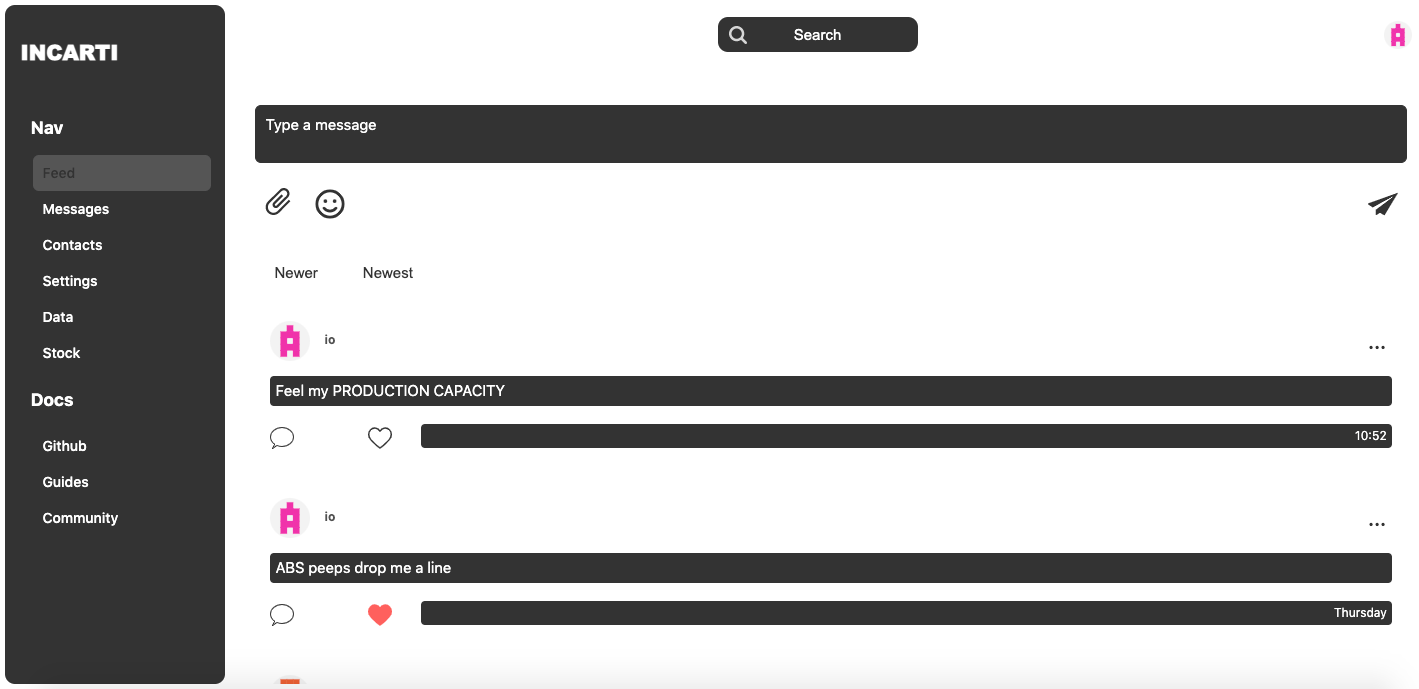 INCARTI
Search
Nav
Feed
Messages
Contacts
Settings
Data
Stock
Docs
Github
Guides
Community
Type a message
Newer Newest
io
...
Feel my PRODUCTION CAPACITY
10:52
io
...
ABS peeps drop me a line
Thursday